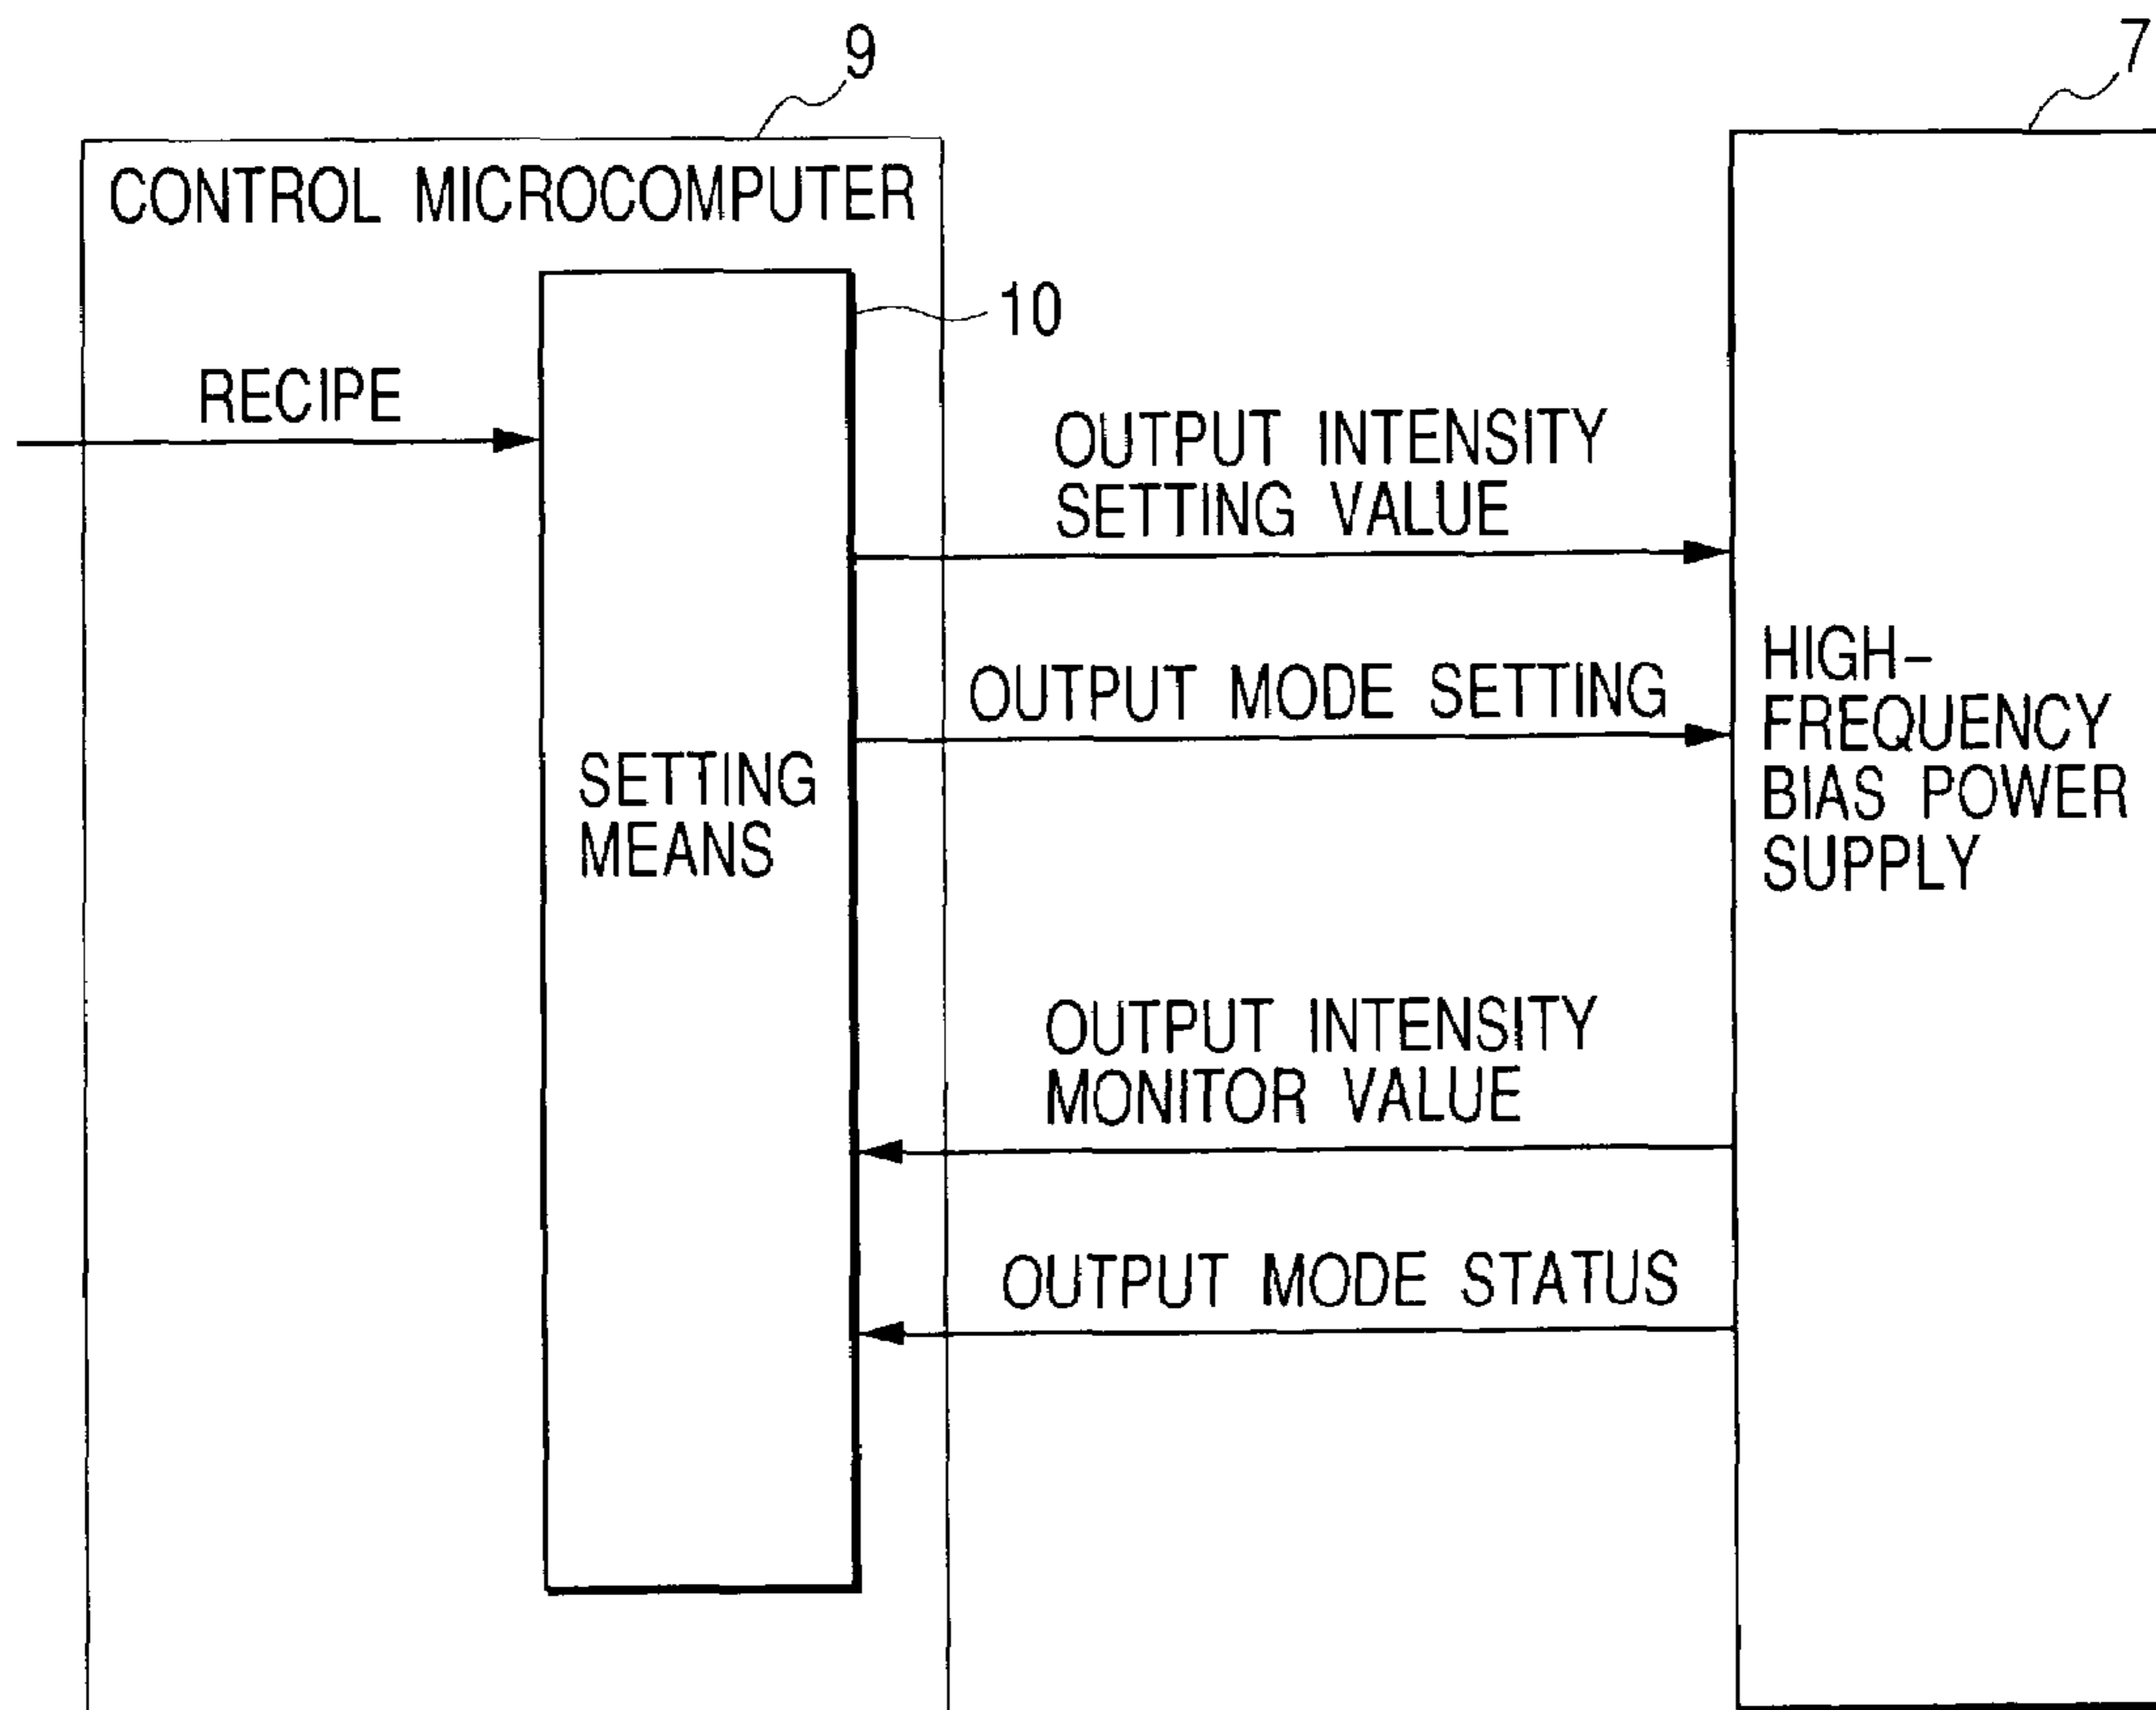 9
7
CONTROL MICROCOMPUTER
10
RECIPE
OUTPUT INTENSITY
SETTING VALUE
OUTPUT MODE SETTING
HIGH-
FREQUENCY
BIAS POWER
SUPPLY
SETTING
MEANS
OUTPUT INTENSITY
MONITOR VALUE
OUTPUT MODE STATUS